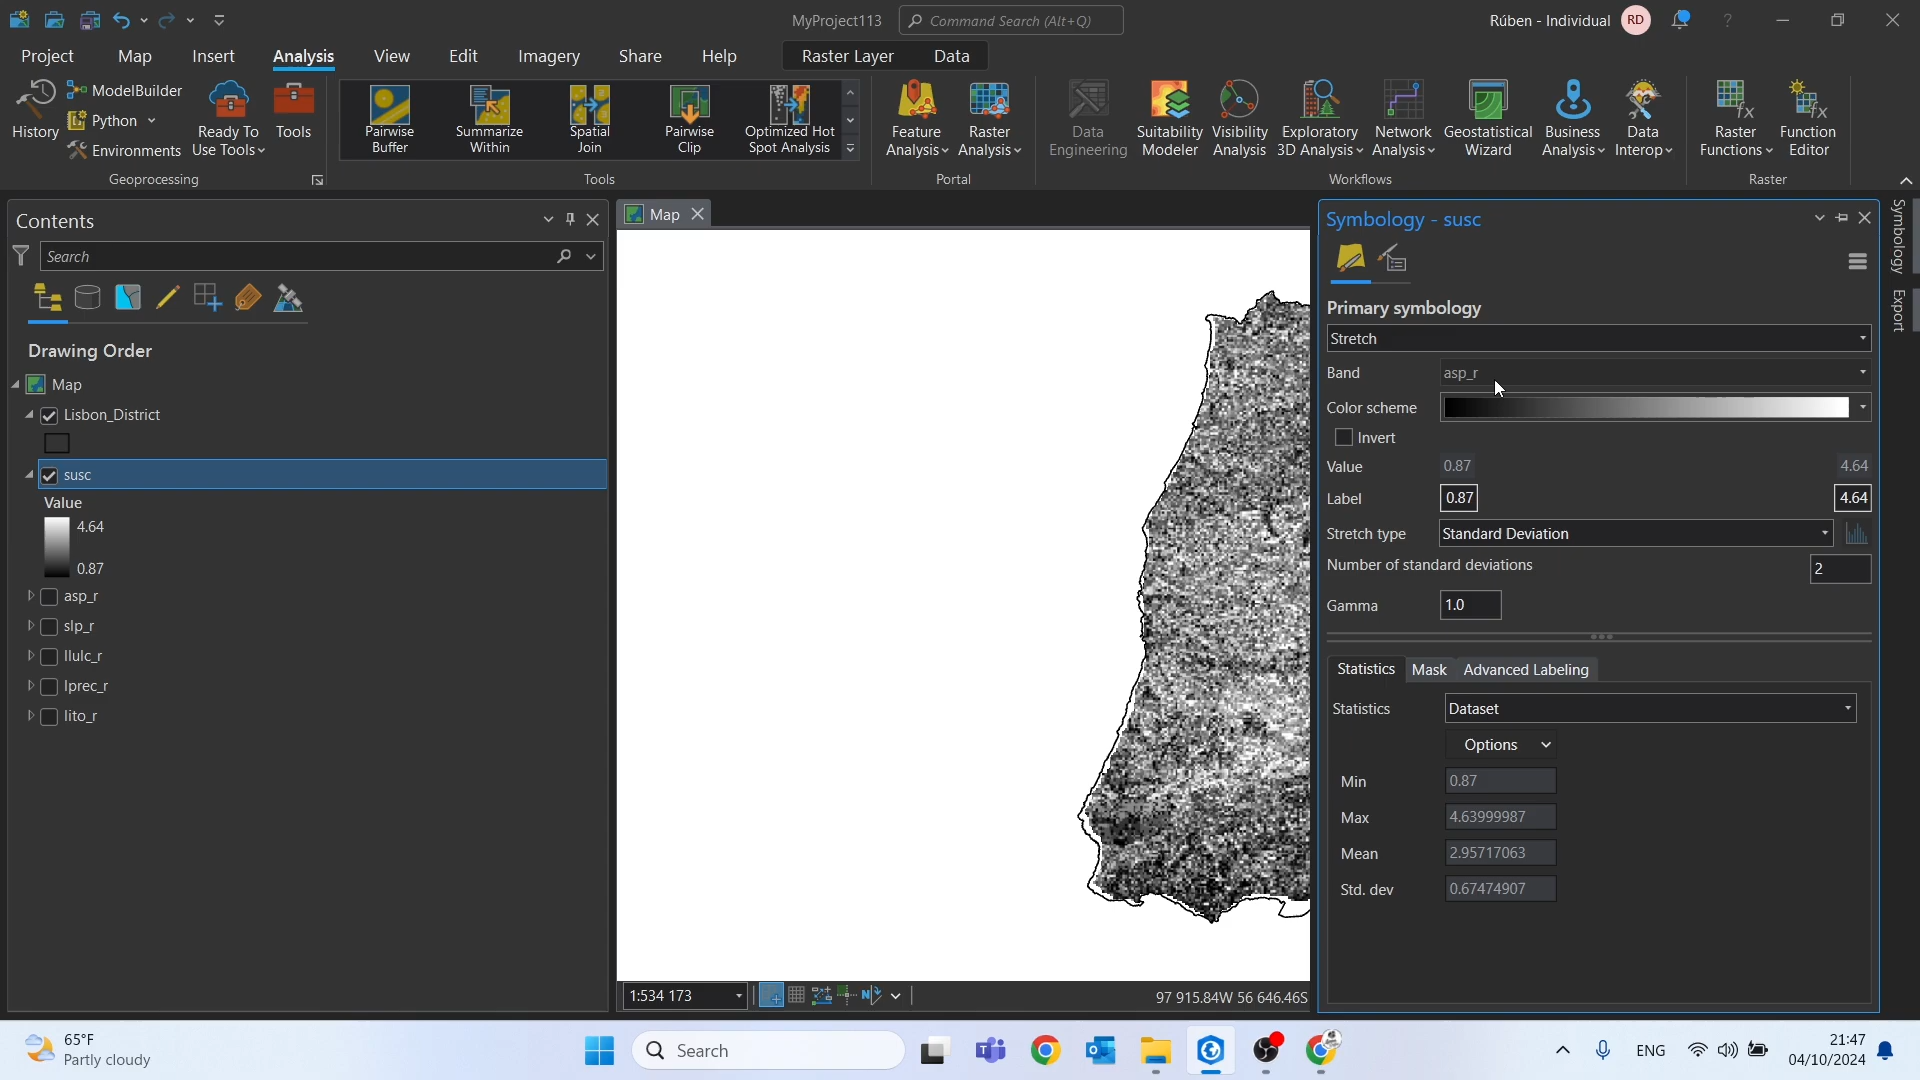 MyProject113
Command Search (Alt+Q)
Rúben - Individual
RD
?
Project
Map
Insert
Analysis
View
Edit
Imagery
Share
Help
Raster Layer
Data
History
ModelBuilder
Python
Environments
Ready To
Use Tools
Tools
Geoprocessing
Pairwise
Buffer
Summarize
Within
Spatial
Join
Pairwise
Clip
Optimized Hot
Spot Analysis
Tools
Feature
Analysis
Raster
Analysis
Portal
Data
Engineering
Suitability
Modeler
Visibility
Analysis
Exploratory
3D Analysis
Network
Analysis
Geostatistical
Wizard
Business
Analysis
Data
Interop
Workflows
Raster
Functions
Function
Editor
Raster
Contents
Search
Drawing Order
Map
Lisbon_District
susc
Value
4.64
0.87
asp_r
slp_r
llulc_r
lprec_r
lito_r
Map
1:534 173
97 915.84W 56 646.46S
Symbology - susc
Primary symbology
Stretch
Band
asp_r
Color scheme
Invert
Value
0.87
4.64
Label
0.87
4.64
Stretch type
Standard Deviation
Number of standard deviations
2
Gamma
1.0
Statistics
Mask
Advanced Labeling
Statistics
Dataset
Options
Min
0.87
Max
4.63999987
Mean
2.95717063
Std. dev
0.67474907
Symbology
Export
65°F
Partly cloudy
Search
ENG
21:47
04/10/2024